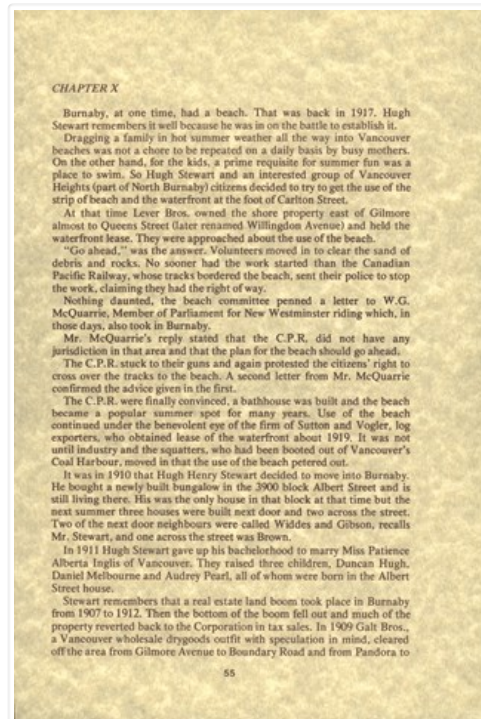 CHAPTER X
Burnaby, at one time, had a beach. That was back in 1917. Hugh
Stewart remembers it well because he was in on the battle to establish it.
Dragging a family in hot summer weather all the way into Vancouver
beaches was not a chore to be repeated on a daily basis by busy mothers.
On the other hand, for the kids, a prime requisite for summer fun was a
place to swim. So Hugh Stewart and an interested group of Vancouver
Heights (part of North Burnaby) citizens decided to try to get the use of the
strip of beach and the waterfront at the foot of Carlton Street.
At that time Lever Bros. owned the shore property east of Gilmore
almost to Queens Street (later renamed Willingdon Avenue) and held the
waterfront lease. They were approached about the use of the beach.
"Go ahead," was the answer. Volunteers moved in to clear the sand of
debris and rocks. No sooner had the work started than the Canadian
Pacific Railway, whose tracks bordered the beach, sent their police to stop
the work, claiming they had the right of way.
Nothing daunted, the beach committee penned a letter to W.G.
McQuarrie, Member of Parliament for New Westminster riding which, in
those days, also took in Burnaby.
Mr. McQuarrie's reply stated that the C.P.R. did not have any
jurisdiction in that area and that the plan for the beach should go ahead.
The C.P.R. stuck to their guns and again protested the citizens' right to
cross over the tracks to the beach. A second letter from Mr. McQuarrie
confirmed the advice given in the first.
The C.P.R. were finally convinced, a bathhouse was built and the beach
became a popular summer spot for many years. Use of the beach
continued under the benevolent eye of the firm of Sutton and Vogler, log
exporters, who obtained lease of the waterfront about 1919. It was not
until industry and the squatters, who had been booted out of Vancouver's
Coal Harbour, moved in that the use of the beach petered out.
It was in 1910 that Hugh Henry Stewart decided to move into Burnaby.
He bought a newly built bungalow in the 3900 block Albert Street and is
still living there. His was the only house in that block at that time but the
next summer three houses were built next door and two across the street.
Two of the next door neighbours were called Widdes and Gibson, recalls
Mr. Stewart, and one across the street was Brown.
In 1911 Hugh Stewart gave up his bachelorhood to marry Miss Patience
Alberta Inglis of Vancouver. They raised three children, Duncan Hugh,
Daniel Melbourne and Audrey Pearl, all of whom were born in the Albert
Street house.
Stewart remembers that a real estate land boom took place in Burnaby
from 1907 to 1912. Then the bottom of the boom fell out and much of the
property reverted back to the Corporation in tax sales. In 1909 Galt Bros.,
a Vancouver wholesale drygoods outfit with speculation in mind, cleared
off the area from Gilmore Avenue to Boundary Road and from Pandora to
55